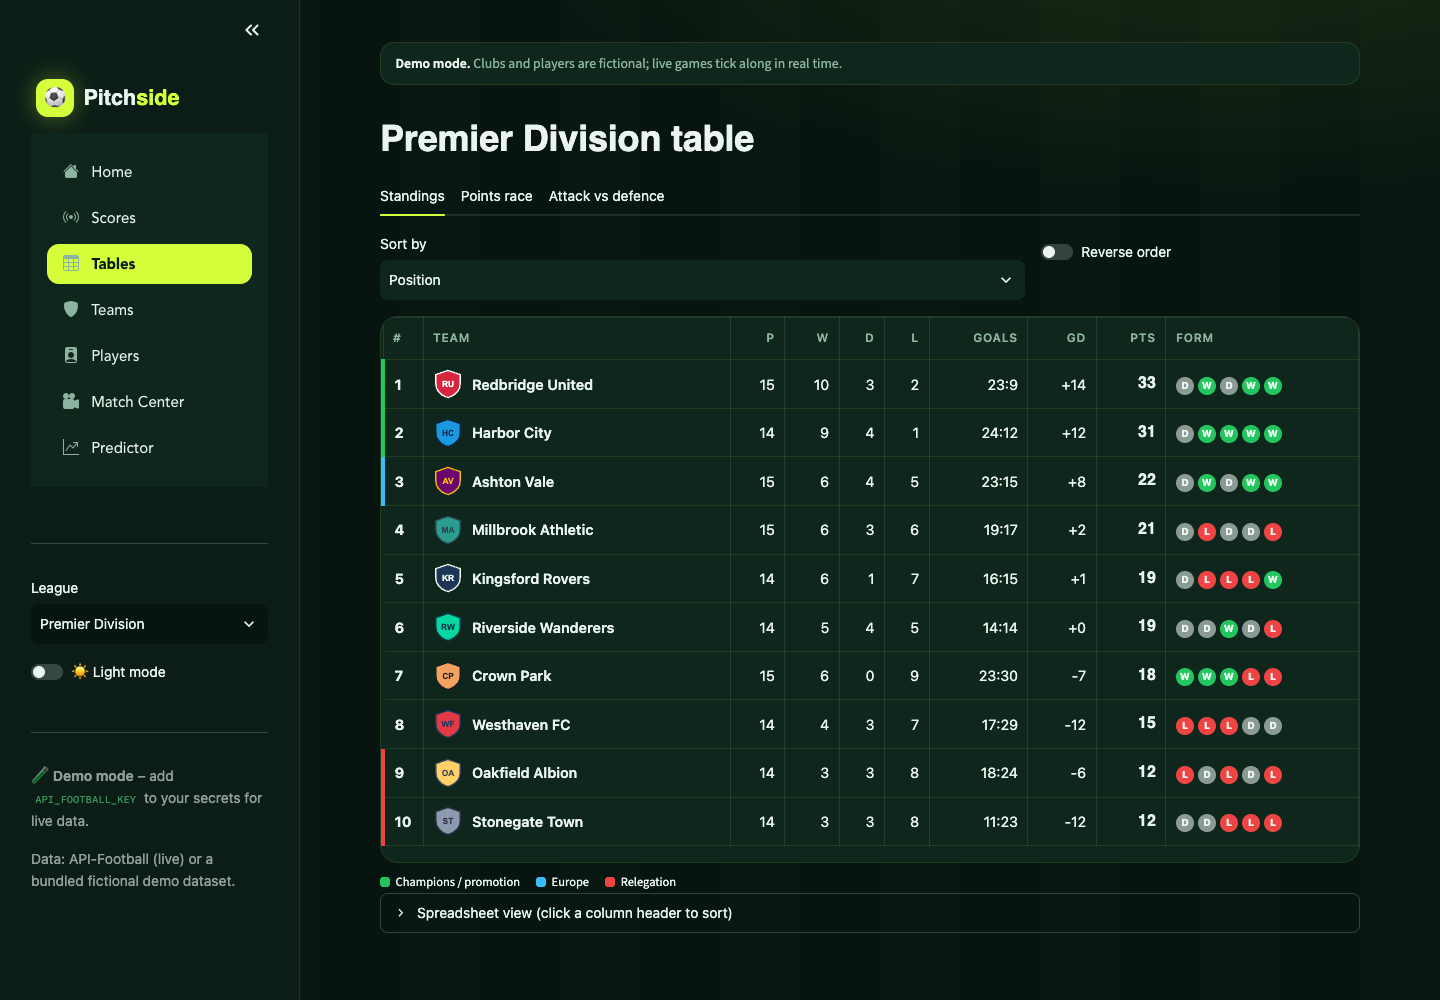 Pitchside
Home
Scores
Tables
Teams
Players
Match Center
Predictor
League
Premier Division
Light mode
Demo mode – add
API_FOOTBALL_KEY to your secrets for
live data.
Data: API-Football (live) or a
bundled fictional demo dataset.
Demo mode. Clubs and players are fictional; live games tick along in real time.
Premier Division table
Standings Points race Attack vs defence
Sort by
Reverse order
Position
# TEAM P W D L GOALS GD PTS FORM
1 RU Redbridge United 15 10 3 2 23:9 +14 33 D W D W W
2 HC Harbor City 14 9 4 1 24:12 +12 31 D W W W W
3 AV Ashton Vale 15 6 4 5 23:15 +8 22 D W D W W
4 MA Millbrook Athletic 15 6 3 6 19:17 +2 21 D L D D L
5 KR Kingsford Rovers 14 6 1 7 16:15 +1 19 D L L L W
6 RW Riverside Wanderers 14 5 4 5 14:14 +0 19 D D W D L
7 CP Crown Park 15 6 0 9 23:30 -7 18 W W W L L
8 WF Westhaven FC 14 4 3 7 17:29 -12 15 L L L D D
9 OA Oakfield Albion 14 3 3 8 18:24 -6 12 L D L D L
10 ST Stonegate Town 14 3 3 8 11:23 -12 12 D D L L L
Champions / promotion Europe Relegation
Spreadsheet view (click a column header to sort)